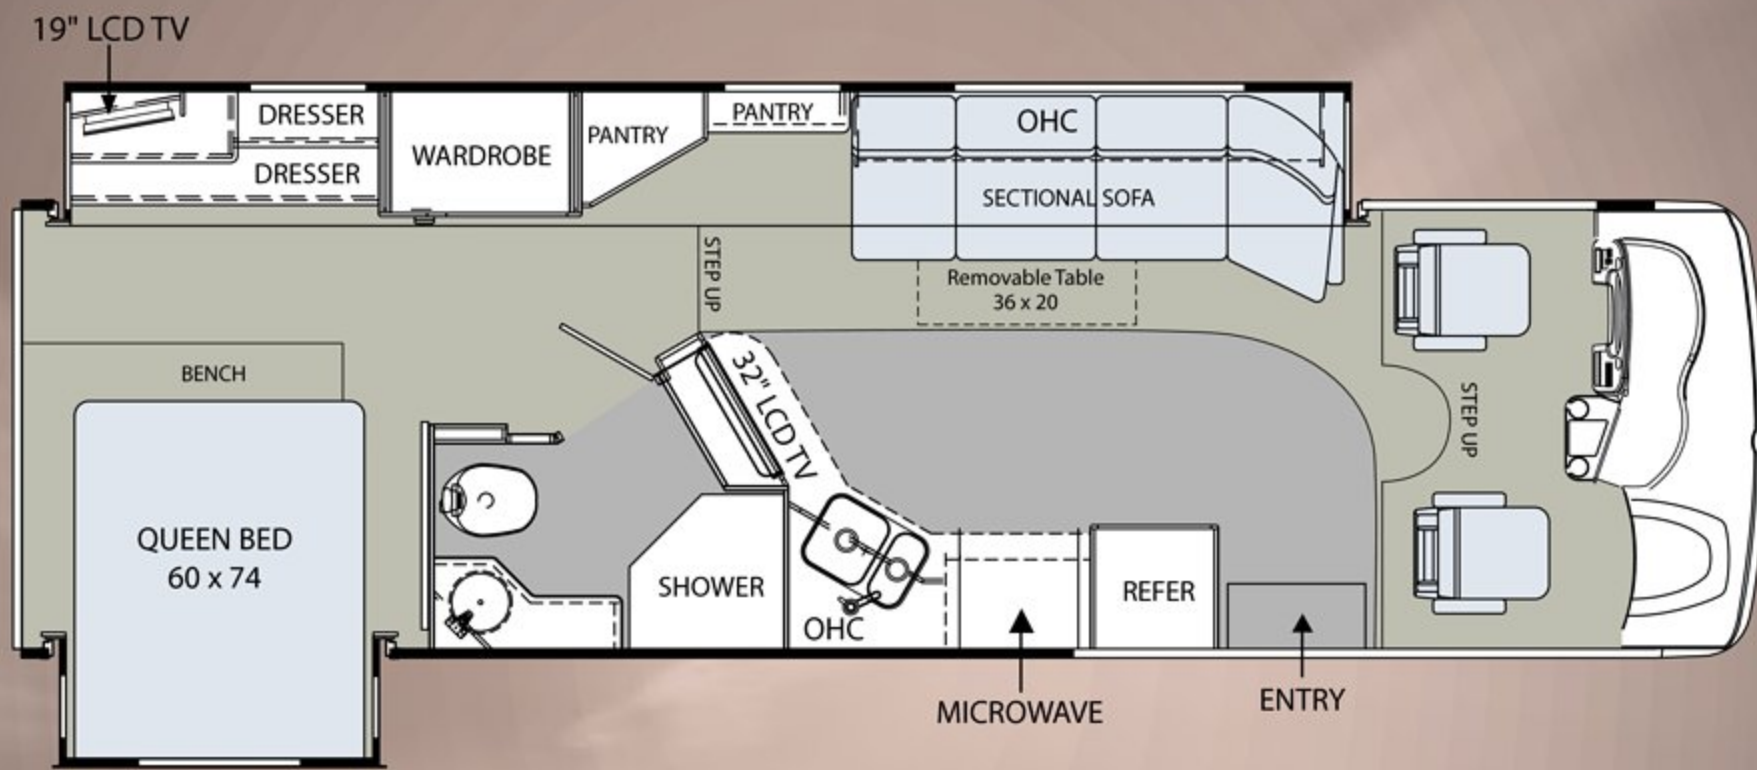 19" LCD TV
DRESSER
DRESSER
WARDROBE
PANTRY
PANTRY
OHC
SECTIONAL SOFA
Removable Table
36 x 20
STEP UP
BENCH
QUEEN BED
60 x 74
32" LCD TV
SHOWER
OHC
REFER
STEP UP
MICROWAVE
ENTRY